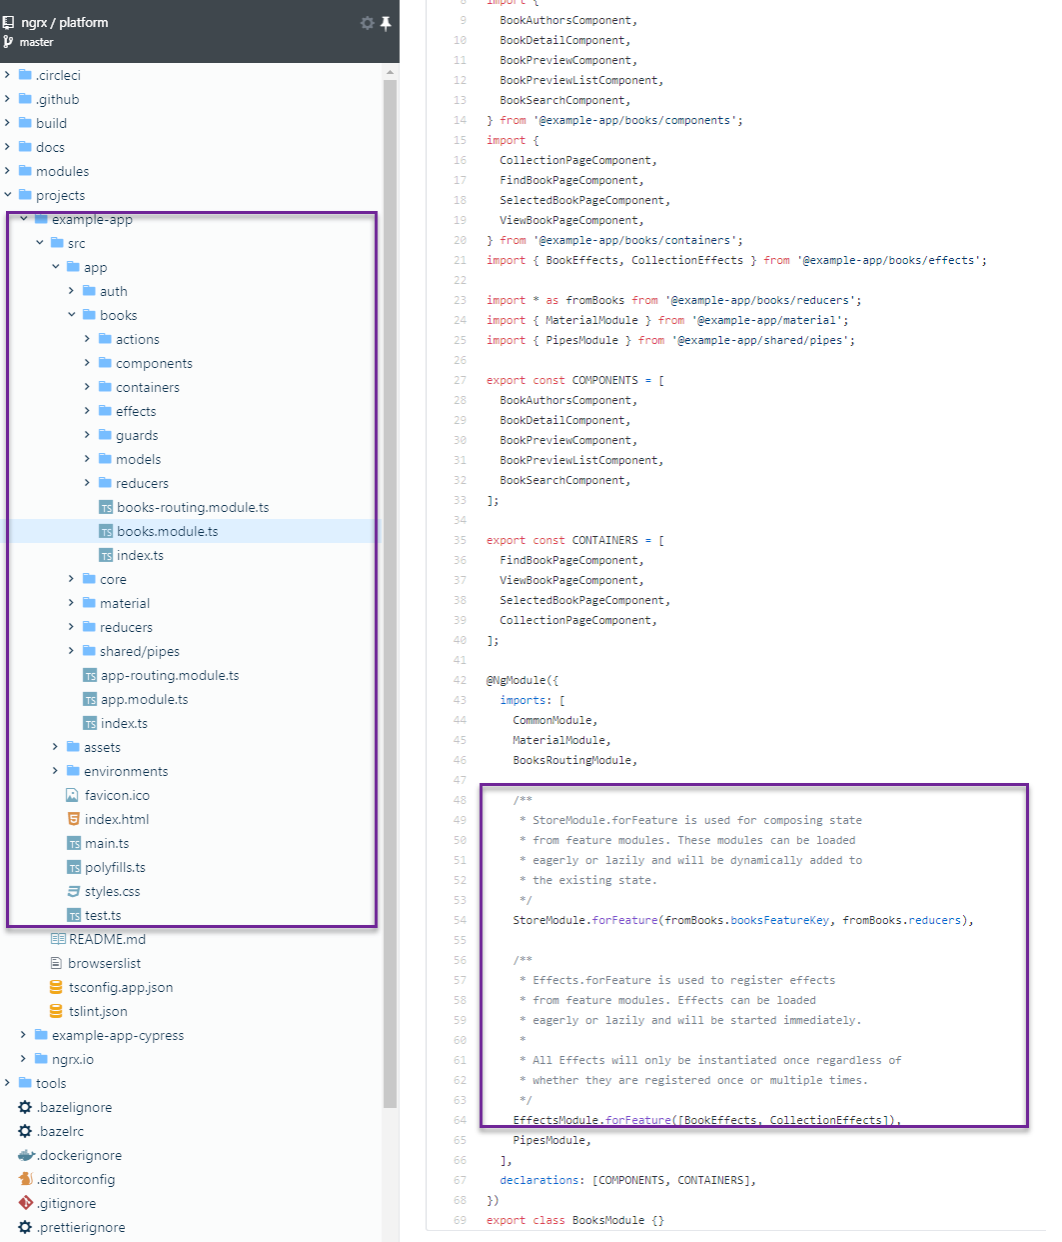 ngrx / platform
master
.circleci
.github
build
docs
modules
projects
example-app
src
app
auth
books
actions
components
containers
effects
guards
models
reducers
books-routing.module.ts
books.module.ts
index.ts
core
material
reducers
shared/pipes
app-routing.module.ts
app.module.ts
index.ts
assets
environments
favicon.ico
index.html
main.ts
polyfills.ts
styles.css
test.ts
README.md
browserslist
tsconfig.app.json
tslint.json
example-app-cypress
ngrx.io
tools
.bazelignore
.bazelrc
.dockerignore
.editorconfig
.gitignore
.prettierignore
8 import {
9 BookAuthorsComponent,
10 BookDetailComponent,
11 BookPreviewComponent,
12 BookPreviewListComponent,
13 BookSearchComponent,
14 } from '@example-app/books/components';
15 import {
16 CollectionPageComponent,
17 FindBookPageComponent,
18 SelectedBookPageComponent,
19 ViewBookPageComponent,
20 } from '@example-app/books/containers';
21 import { BookEffects, CollectionEffects } from '@example-app/books/effects';
22
23 import * as fromBooks from '@example-app/books/reducers';
24 import { MaterialModule } from '@example-app/material';
25 import { PipesModule } from '@example-app/shared/pipes';
26
27 export const COMPONENTS = [
28 BookAuthorsComponent,
29 BookDetailComponent,
30 BookPreviewComponent,
31 BookPreviewListComponent,
32 BookSearchComponent,
33 ];
34
35 export const CONTAINERS = [
36 FindBookPageComponent,
37 ViewBookPageComponent,
38 SelectedBookPageComponent,
39 CollectionPageComponent,
40 ];
41
42 @NgModule({
43 imports: [
44 CommonModule,
45 MaterialModule,
46 BooksRoutingModule,
47
48 /**
49 * StoreModule.forFeature is used for composing state
50 * from feature modules. These modules can be loaded
51 * eagerly or lazily and will be dynamically added to
52 * the existing state.
53 */
54 StoreModule.forFeature(fromBooks.booksFeatureKey, fromBooks.reducers),
55
56 /**
57 * Effects.forFeature is used to register effects
58 * from feature modules. Effects can be loaded
59 * eagerly or lazily and will be started immediately.
60 *
61 * All Effects will only be instantiated once regardless of
62 * whether they are registered once or multiple times.
63 */
64 EffectsModule.forFeature([BookEffects, CollectionEffects]),
65 PipesModule,
66 ],
67 declarations: [COMPONENTS, CONTAINERS],
68 })
69 export class BooksModule {}